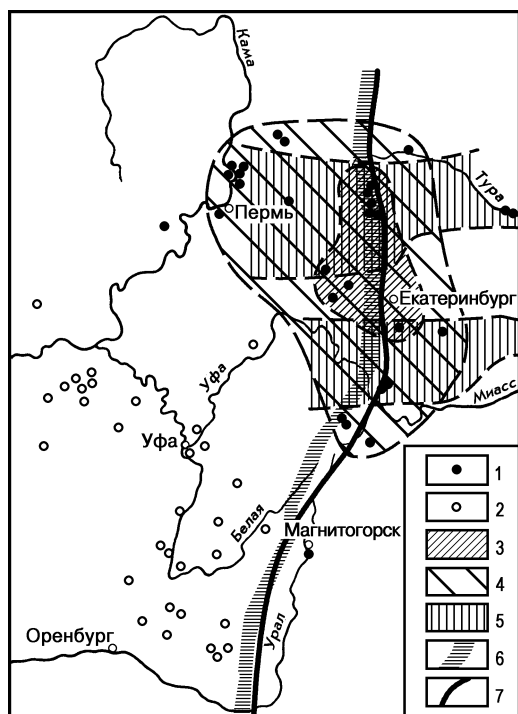 Кама
Пермь
Тура
Екатеринбург
Уфа
Миасс
Уфа
Белая
Магнитогорск
Оренбург
Урал
1
2
3
4
5
6
7